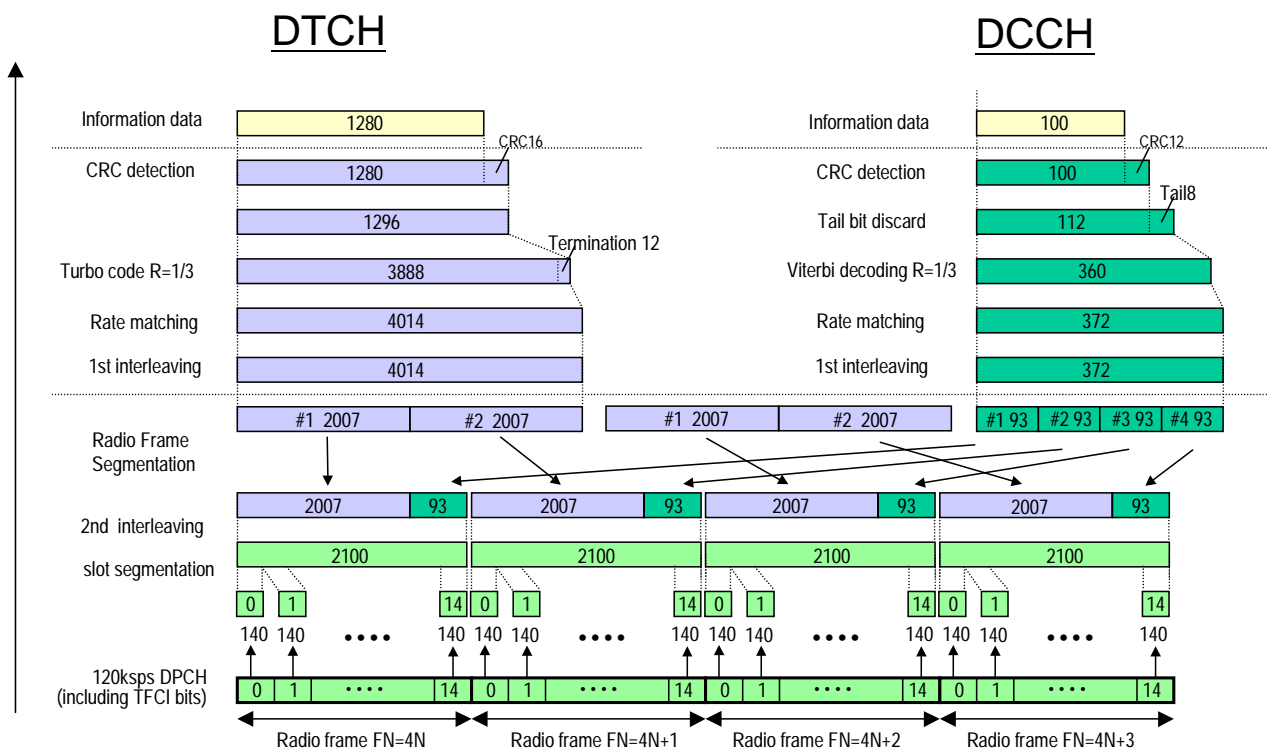 DTCH DCCH
Information data 1280 Information data 100
CRC16 CRC12
CRC detection 1280 CRC detection 100
Tail8
1296 Tail bit discard 112
Termination 12
Turbo code R=1/3 3888 Viterbi decoding R=1/3 360
Rate matching 4014 Rate matching 372
1st interleaving 4014 1st interleaving 372
#1 2007 #2 2007 #1 2007 #2 2007 #1 93 #2 93 #3 93 #4 93
Radio Frame
Segmentation
2007 93 2007 93 2007 93 2007 93
2nd interleaving
2100 2100 2100 2100
slot segmentation
0 1 14 0 1 14 0 1 14 0 1 14
140 140 •••• 140 140 140 •••• 140 140 140 •••• 140 140 140 •••• 140
120ksps DPCH
(including TFCI bits)
0 1 •••• 14 0 1 •••• 14 0 1 •••• 14 0 1 •••• 14
Radio frame FN=4N Radio frame FN=4N+1 Radio frame FN=4N+2 Radio frame FN=4N+3